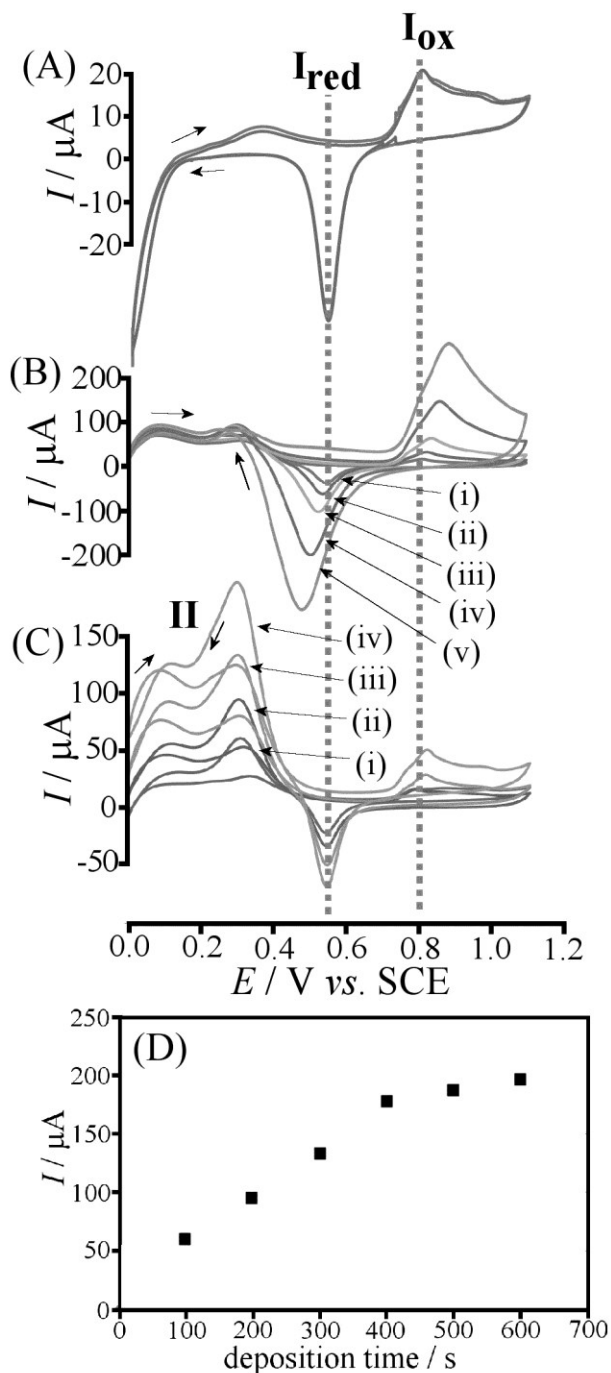 I_red I_ox
(A)
20
10
0
-10
-20
I / µA
(B)
200
100
0
-100
-200
I / µA
(i)
(ii)
(iii)
(iv)
(v)
(C)
II
150
100
50
0
-50
I / µA
(iv)
(iii)
(ii)
(i)
0.0 0.2 0.4 0.6 0.8 1.0 1.2
E / V vs. SCE
(D)
250
200
150
100
50
0
I / µA
0 100 200 300 400 500 600 700
deposition time / s